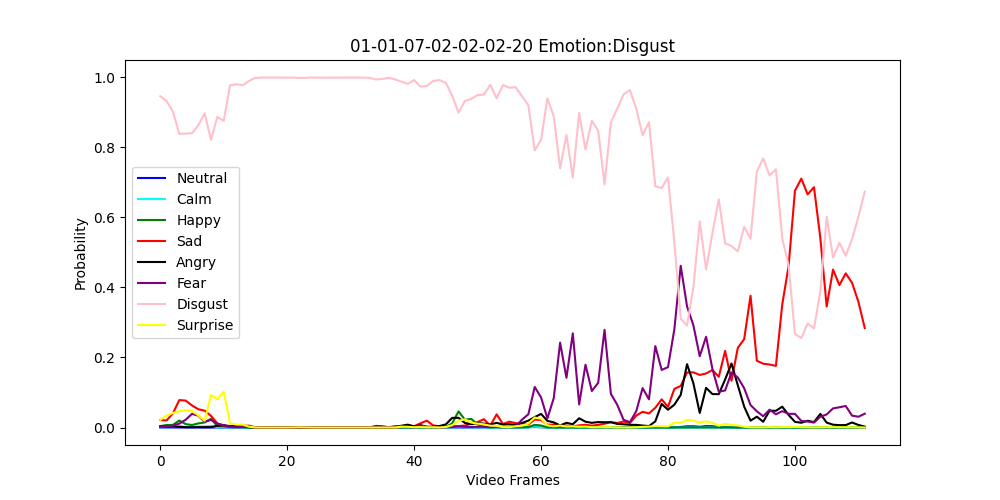 01-01-07-02-02-02-20 Emotion:Disgust
1.0
0.8
0.6
0.4
0.2
0.0
Probability
Neutral
Calm
Happy
Sad
Angry
Fear
Disgust
Surprise
0 20 40 60 80 100
Video Frames